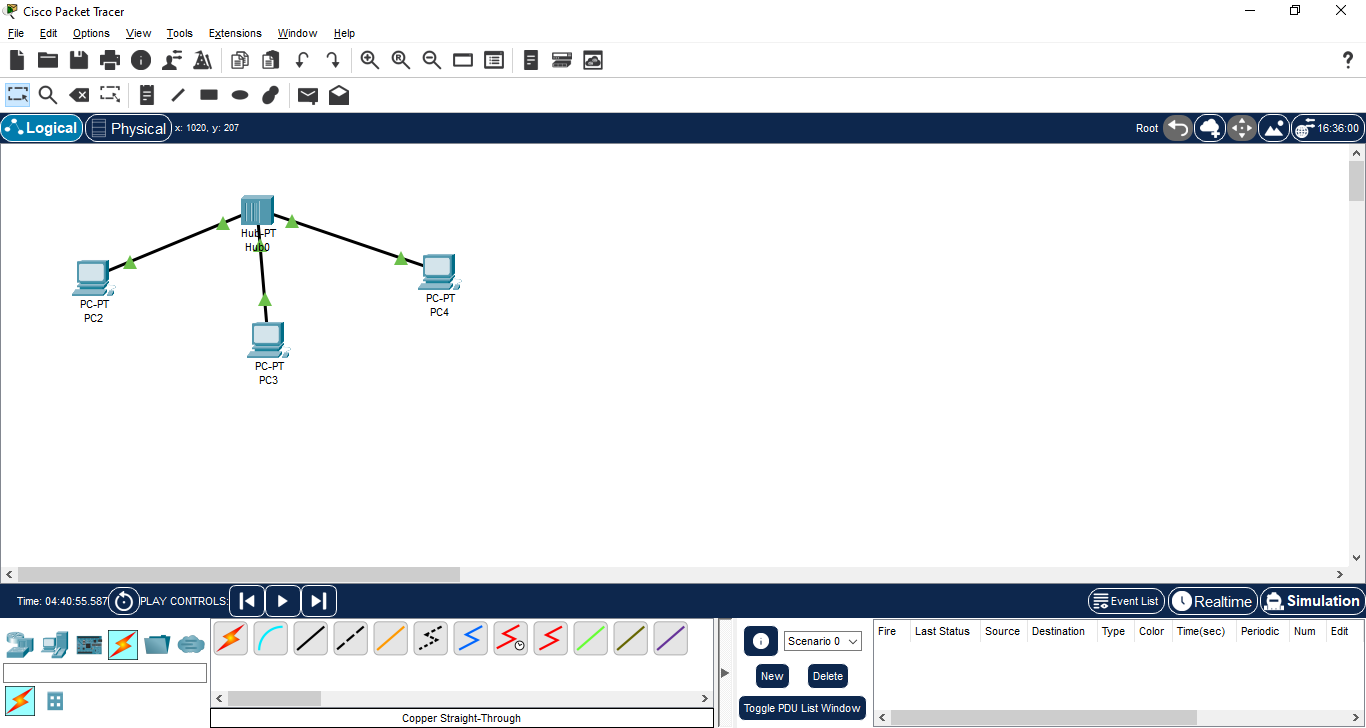 Cisco Packet Tracer
File Edit Options View Tools Extensions Window Help
?
Logical Physical x: 1020, y: 207 Root 16:36:00
Hub-PT
Hub0
PC-PT
PC2
PC-PT
PC4
PC-PT
PC3
Time: 04:40:55.587 PLAY CONTROLS: Event List Realtime Simulation
Scenario 0
New Delete
Toggle PDU List Window
Fire Last Status Source Destination Type Color Time(sec) Periodic Num Edit
Copper Straight-Through